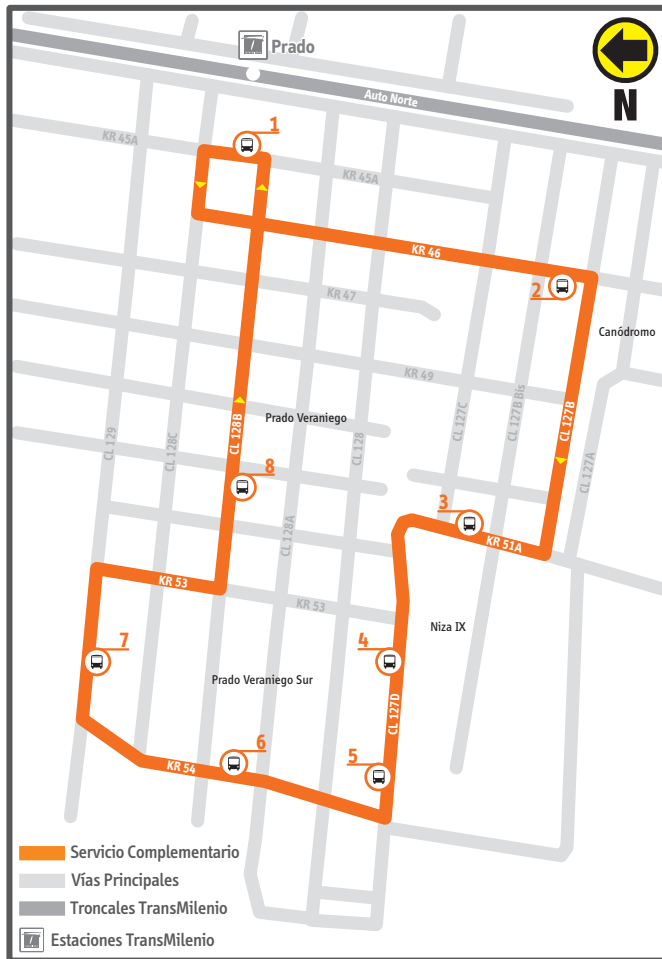 Prado
N
Auto Norte
1
KR 45A
KR 45A
KR 46
2
KR 47
Canódromo
KR 49
Prado Veraniego
CL 129
CL 128C
CL 128B
CL 128
CL 127C
CL 127B Bis
CL 127B
CL 127A
8
3
KR 51A
CL 128A
KR 53
KR 53
Niza IX
7
4
Prado Veraniego Sur
CL 127D
6
5
KR 54
Servicio Complementario
Vías Principales
Troncales TransMilenio
Estaciones TransMilenio